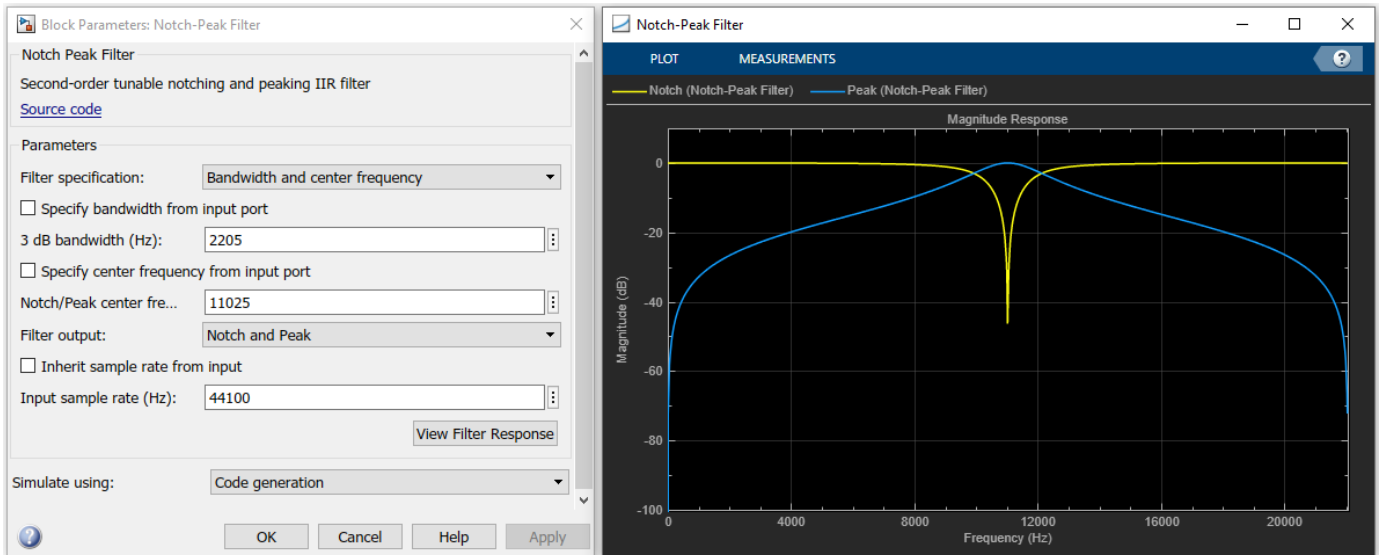 Block Parameters: Notch-Peak Filter
Notch Peak Filter
Second-order tunable notching and peaking IIR filter
Source code
Parameters
Filter specification: Bandwidth and center frequency
Specify bandwidth from input port
3 dB bandwidth (Hz): 2205
Specify center frequency from input port
Notch/Peak center fre... 11025
Filter output: Notch and Peak
Inherit sample rate from input
Input sample rate (Hz): 44100
View Filter Response
Simulate using: Code generation
OK Cancel Help Apply
Notch-Peak Filter
PLOT MEASUREMENTS
Notch (Notch-Peak Filter) Peak (Notch-Peak Filter)
Magnitude Response
0
-20
-40
-60
-80
-100
Magnitude (dB)
0 4000 8000 12000 16000 20000
Frequency (Hz)